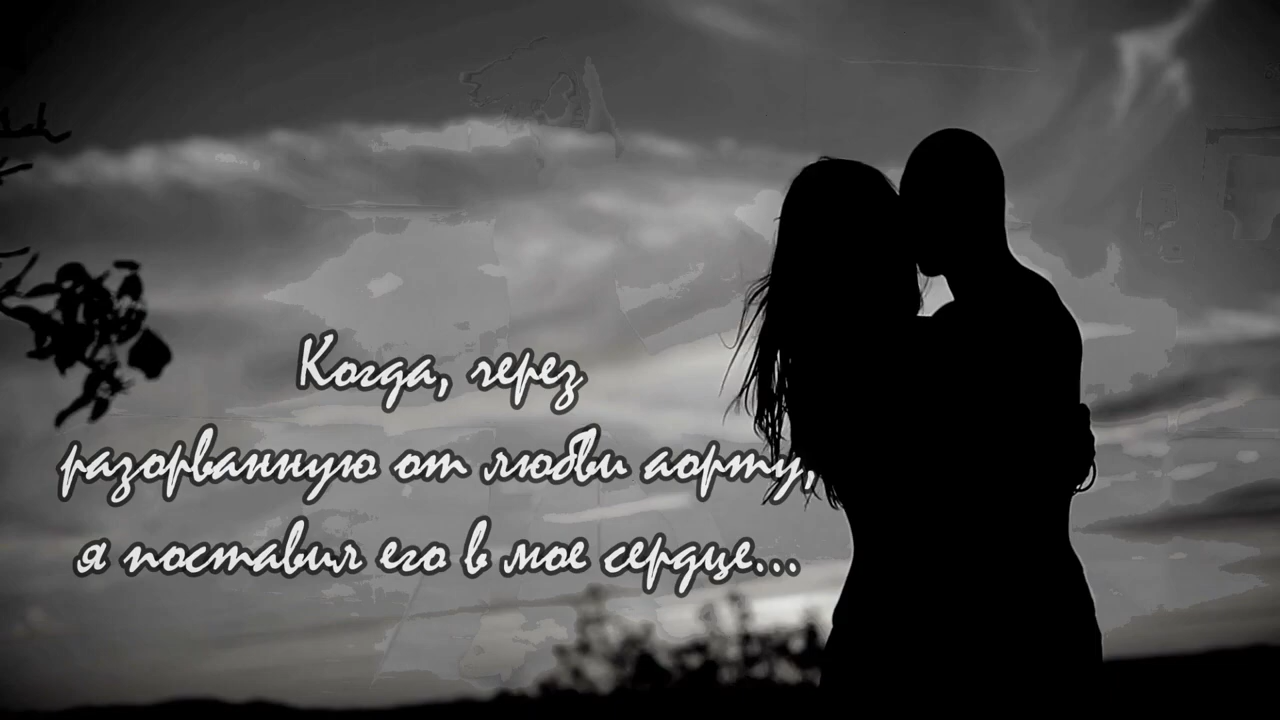 Когда, через
разорванную от любви аорту,
я поставил его в мое сердце...